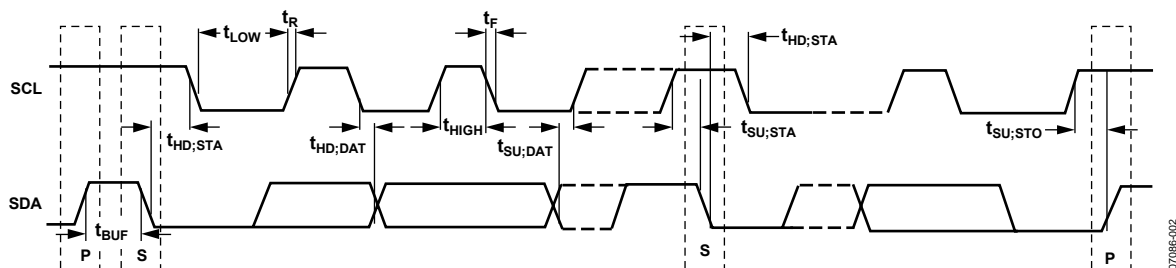 tR
tF
tLOW
tHD;STA
SCL
tHD;STA
tHD;DAT
tHIGH
tSU;DAT
tSU;STA
tSU;STO
SDA
tBUF
P
S
S
P
07086-002